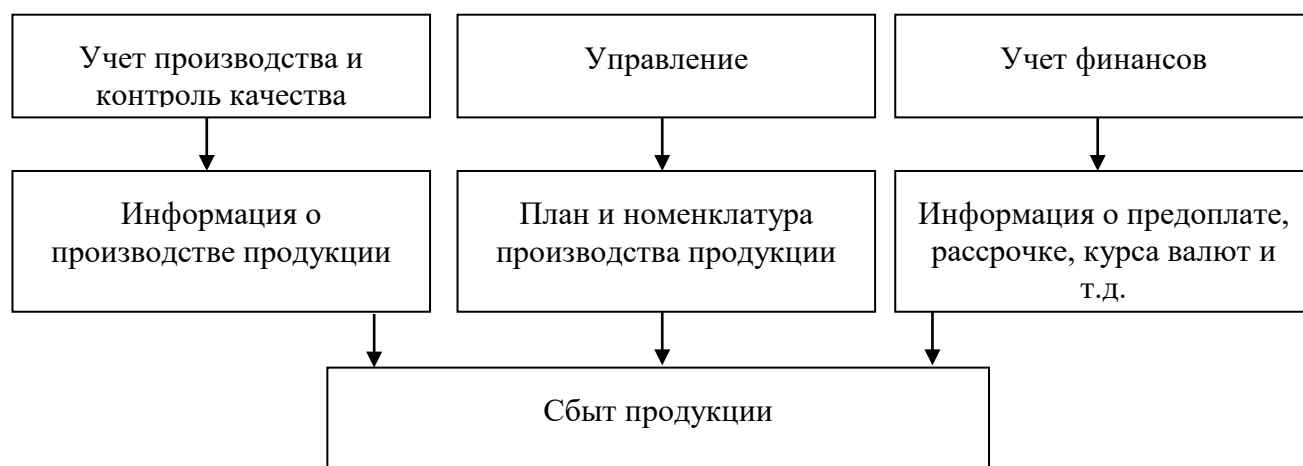 Учет производства и
контроль качества
Управление
Учет финансов
Информация о
производстве продукции
План и номенклатура
производства продукции
Информация о предоплате,
рассрочке, курса валют и
т.д.
Сбыт продукции